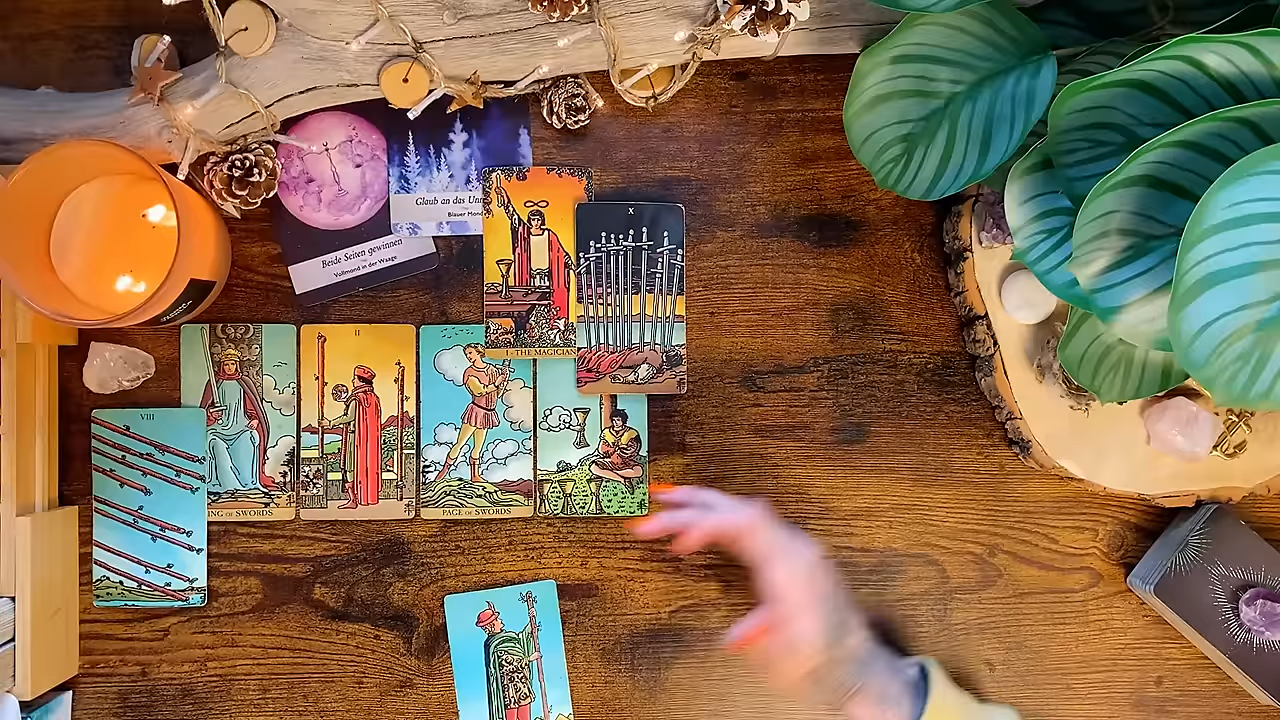 Glaub an das Un
Blauer Mond
Beide Seiten gewinnen
Vollmond in der Waage
X
I - THE MAGICIAN
II
VIII
ING OF SWORDS
PAGE OF SWORDS